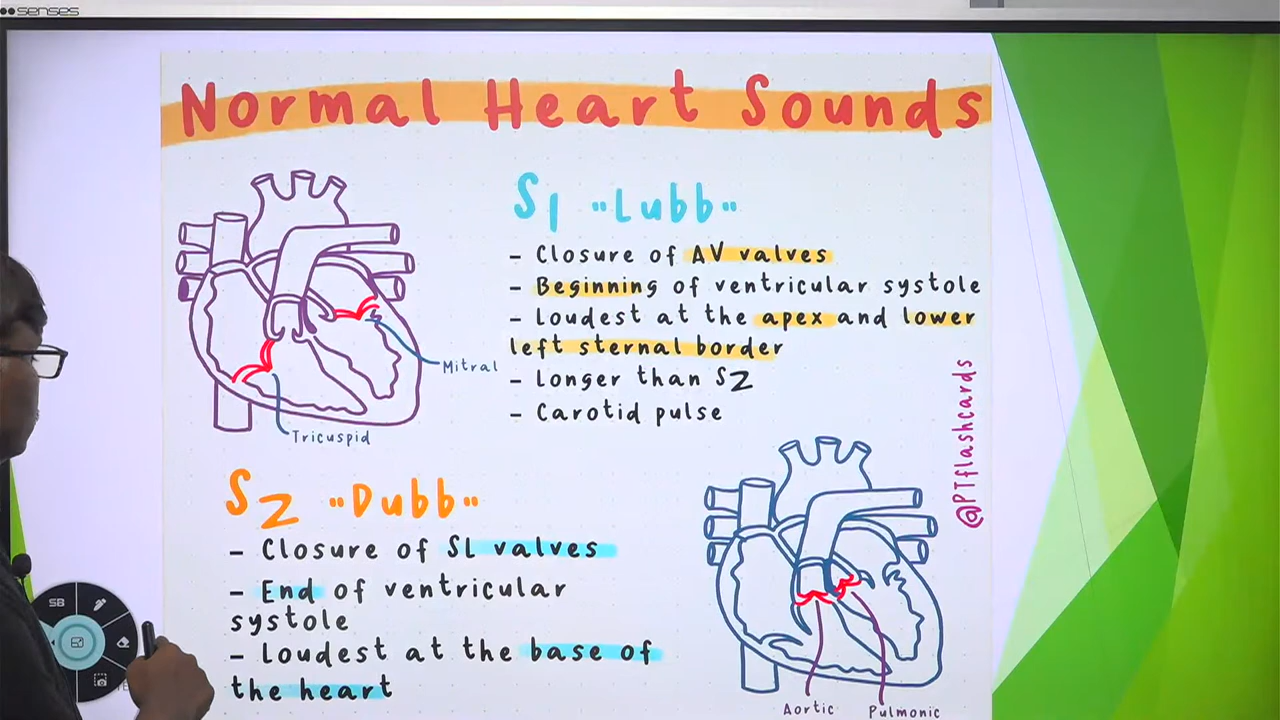 senses
Normal Heart Sounds
S1 "Lubb"
- Closure of AV valves
- Beginning of ventricular systole
- Loudest at the apex and lower
left sternal border
- Longer than S2
- Carotid pulse
Mitral
Tricuspid
@PTflashcards
S2 "Dubb"
- Closure of SL valves
- End of ventricular
systole
- Loudest at the base of
the heart
Aortic
Pulmonic
SB